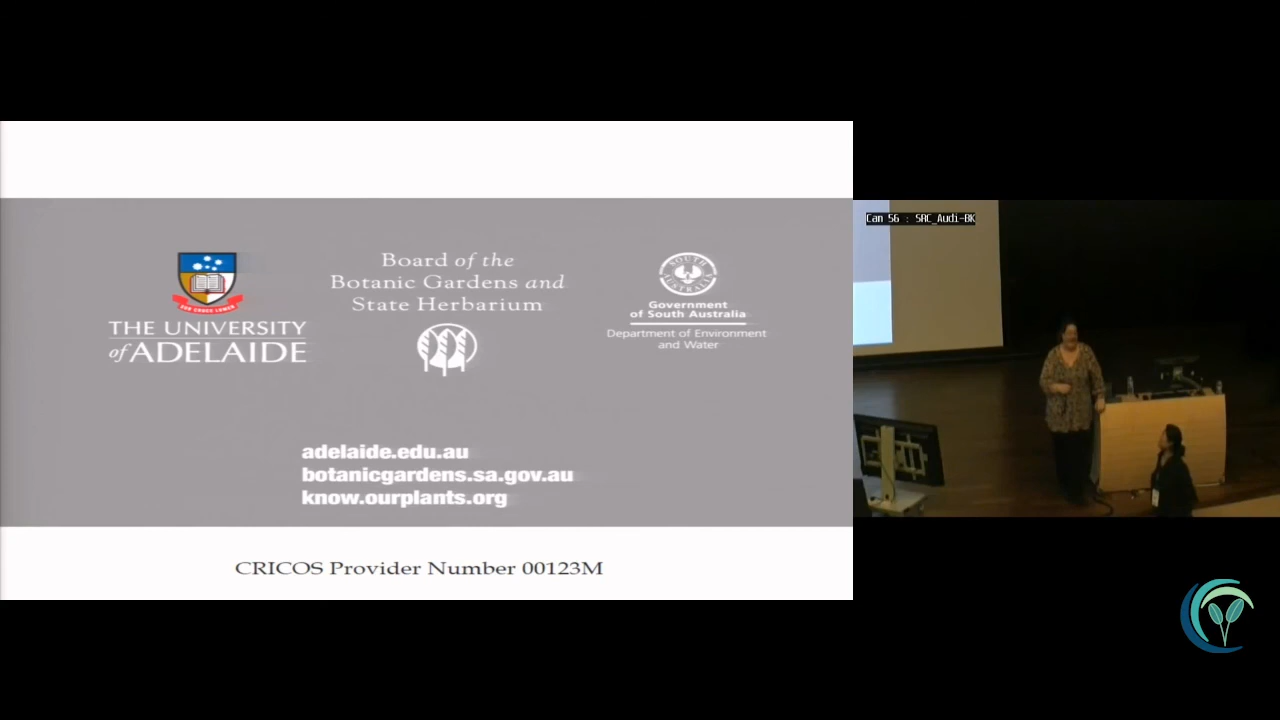 THE UNIVERSITY
of ADELAIDE
Board of the
Botanic Gardens and
State Herbarium
SOUTH AUSTRALIA
Government
of South Australia
Department of Environment
and Water
adelaide.edu.au
botanicgardens.sa.gov.au
know.ourplants.org
CRICOS Provider Number 00123M
Cam 56 : SRC_Audi-BK